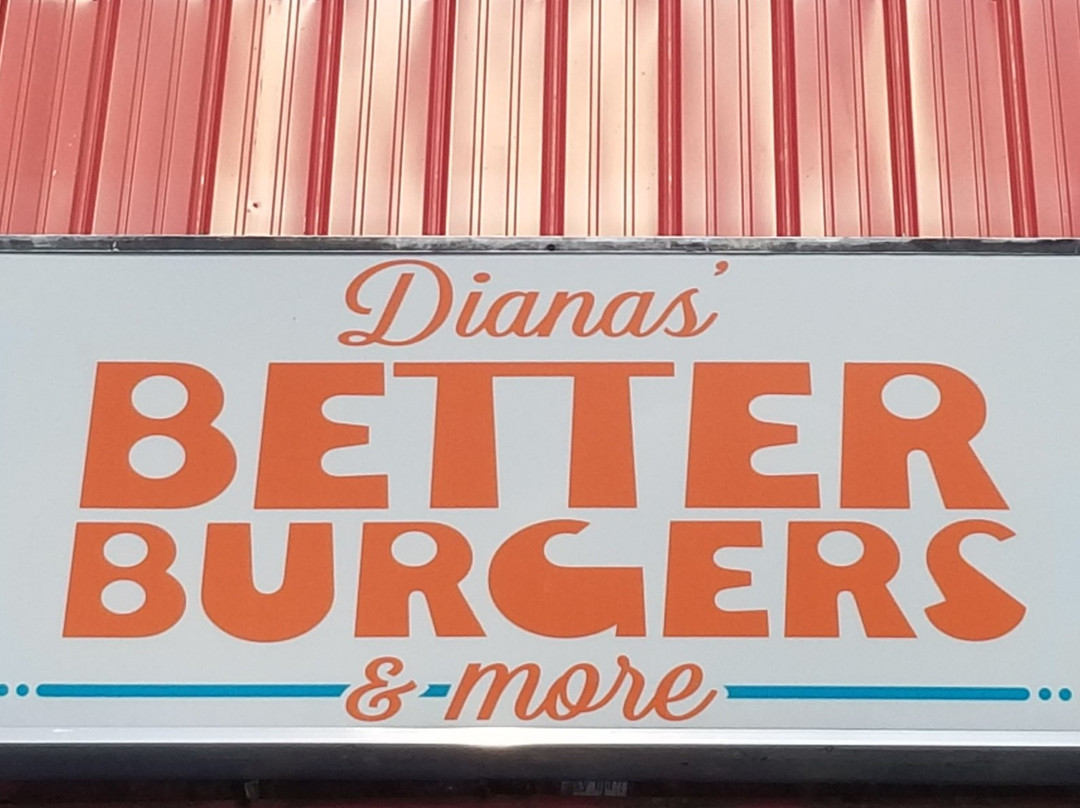 Dianas'
BETTER
BURGERS
& more